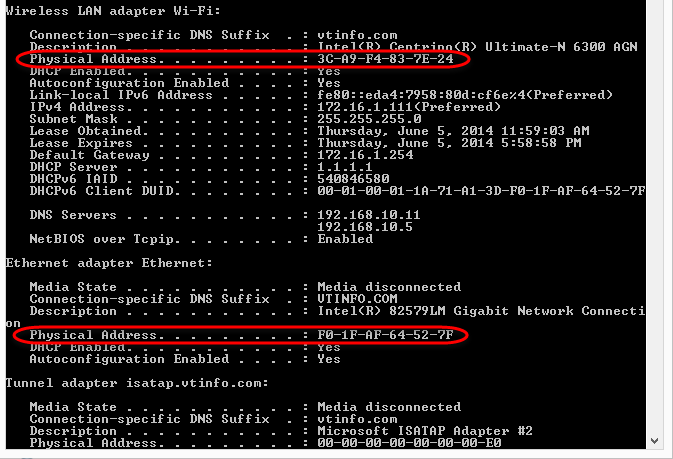 Wireless LAN adapter Wi-Fi:
Connection-specific DNS Suffix . : vtinfo.com
Description . . . . . . . . . . . : Intel(R) Centrino(R) Ultimate-N 6300 AGN
Physical Address. . . . . . . . . : 3C-A9-F4-83-7E-24
DHCP Enabled. . . . . . . . . . . : Yes
Autoconfiguration Enabled . . . . : Yes
Link-local IPv6 Address . . . . . : fe80::eda4:7958:80d:cf6e%4(Preferred)
IPv4 Address. . . . . . . . . . . : 172.16.1.111(Preferred)
Subnet Mask . . . . . . . . . . . : 255.255.255.0
Lease Obtained. . . . . . . . . . : Thursday, June 5, 2014 11:59:03 AM
Lease Expires . . . . . . . . . . : Thursday, June 5, 2014 5:58:58 PM
Default Gateway . . . . . . . . . : 172.16.1.254
DHCP Server . . . . . . . . . . . : 1.1.1.1
DHCPv6 IAID . . . . . . . . . . . : 540846580
DHCPv6 Client DUID. . . . . . . . : 00-01-00-01-1A-71-A1-3D-F0-1F-AF-64-52-7F
DNS Servers . . . . . . . . . . . : 192.168.10.11
192.168.10.5
NetBIOS over Tcpip. . . . . . . . : Enabled
Ethernet adapter Ethernet:
Media State . . . . . . . . . . . : Media disconnected
Connection-specific DNS Suffix . : VTINFO.COM
Description . . . . . . . . . . . : Intel(R) 82579LM Gigabit Network Connecti
on
Physical Address. . . . . . . . . : F0-1F-AF-64-52-7F
DHCP Enabled. . . . . . . . . . . : Yes
Autoconfiguration Enabled . . . . : Yes
Tunnel adapter isatap.vtinfo.com:
Media State . . . . . . . . . . . : Media disconnected
Connection-specific DNS Suffix . : vtinfo.com
Description . . . . . . . . . . . : Microsoft ISATAP Adapter #2
Physical Address. . . . . . . . . : 00-00-00-00-00-00-00-E0